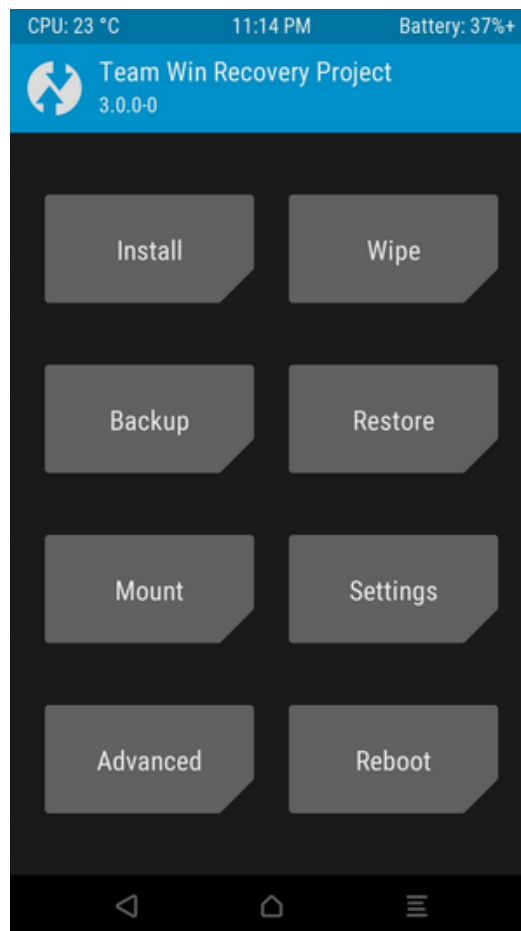 CPU: 23 °C 11:14 PM Battery: 37%+
Team Win Recovery Project
3.0.0-0
Install Wipe
Backup Restore
Mount Settings
Advanced Reboot